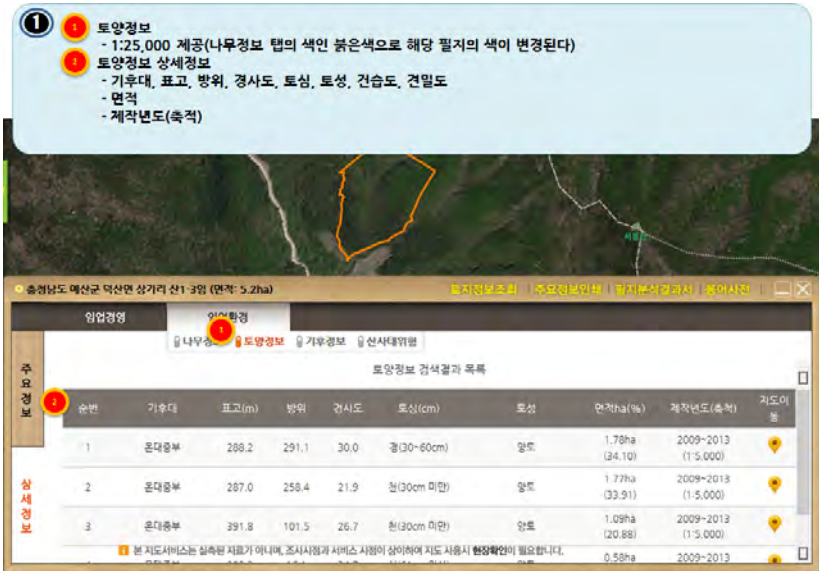 1
1 토양정보
- 1:25,000 제공(나무정보 탭의 색인 붉은색으로 해당 필지의 색이 변경된다)
2 토양정보 상세정보
- 기후대, 표고, 방위, 경사도, 토심, 토성, 건습도, 견밀도
- 면적
- 제작년도(축적)
충청남도 예산군 덕산면 상가리 산1-3임 (면적: 5.2ha)
필지정보조회 | 주요정보인쇄 | 필지분석결과서 | 용어사전
임업경영 임업환경
1
나무정보 토양정보 기후정보 산사태위험
주요정보
토양정보 검색결과 목록
2
순번 기후대 표고(m) 방위 경사도 토심(cm) 토성 면적ha(%) 제작년도(축척) 지도이동
1 온대중부 288.2 291.1 30.0 중(30~60cm) 양토 1.78ha (34.10) 2009~2013 (1:5,000)
상세정보
2 온대중부 287.0 258.4 21.9 천(30cm 미만) 양토 1.77ha (33.91) 2009~2013 (1:5,000)
3 온대중부 391.8 101.5 26.7 천(30cm 미만) 양토 1.09ha (20.88) 2009~2013 (1:5,000)
0.58ha 2009~2013
본 지도서비스는 실측된 자료가 아니며, 조사시점과 서비스 시점이 상이하여 지도 사용시 현장확인이 필요합니다.